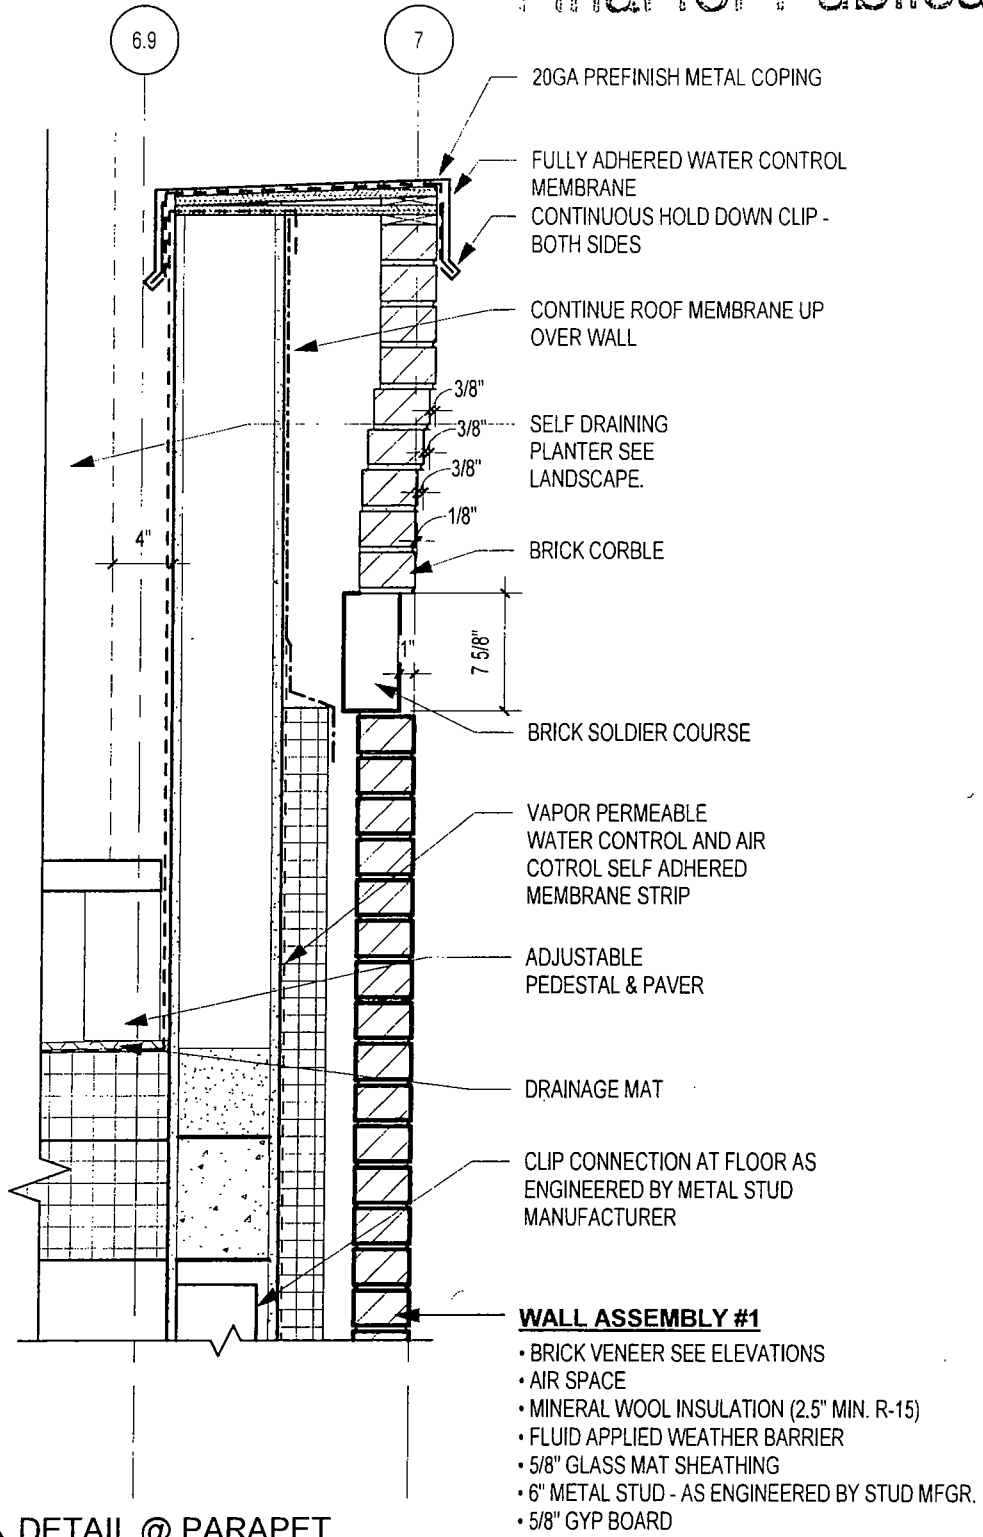 6.9
7
20GA PREFINISH METAL COPING
FULLY ADHERED WATER CONTROL
MEMBRANE
CONTINUOUS HOLD DOWN CLIP -
BOTH SIDES
CONTINUE ROOF MEMBRANE UP
OVER WALL
3/8"
3/8"
3/8"
1/8"
SELF DRAINING
PLANTER SEE
LANDSCAPE.
4"
BRICK CORBLE
1"
7 5/8"
BRICK SOLDIER COURSE
VAPOR PERMEABLE
WATER CONTROL AND AIR
COTROL SELF ADHERED
MEMBRANE STRIP
ADJUSTABLE
PEDESTAL & PAVER
DRAINAGE MAT
CLIP CONNECTION AT FLOOR AS
ENGINEERED BY METAL STUD
MANUFACTURER
WALL ASSEMBLY #1
• BRICK VENEER SEE ELEVATIONS
• AIR SPACE
• MINERAL WOOL INSULATION (2.5" MIN. R-15)
• FLUID APPLIED WEATHER BARRIER
• 5/8" GLASS MAT SHEATHING
• 6" METAL STUD - AS ENGINEERED BY STUD MFGR.
• 5/8" GYP BOARD
DETAIL @ PARAPET